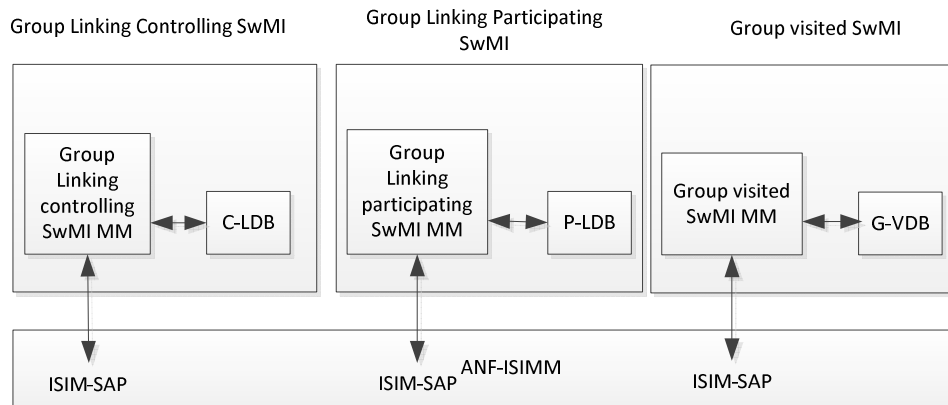 Group Linking Controlling SwMI
Group Linking Participating
SwMI
Group visited SwMI
Group
Linking
controlling
SwMI MM
C-LDB
Group
Linking
participating
SwMI MM
P-LDB
Group visited
SwMI MM
G-VDB
ANF-ISIMM
ISIM-SAP
ISIM-SAP
ISIM-SAP